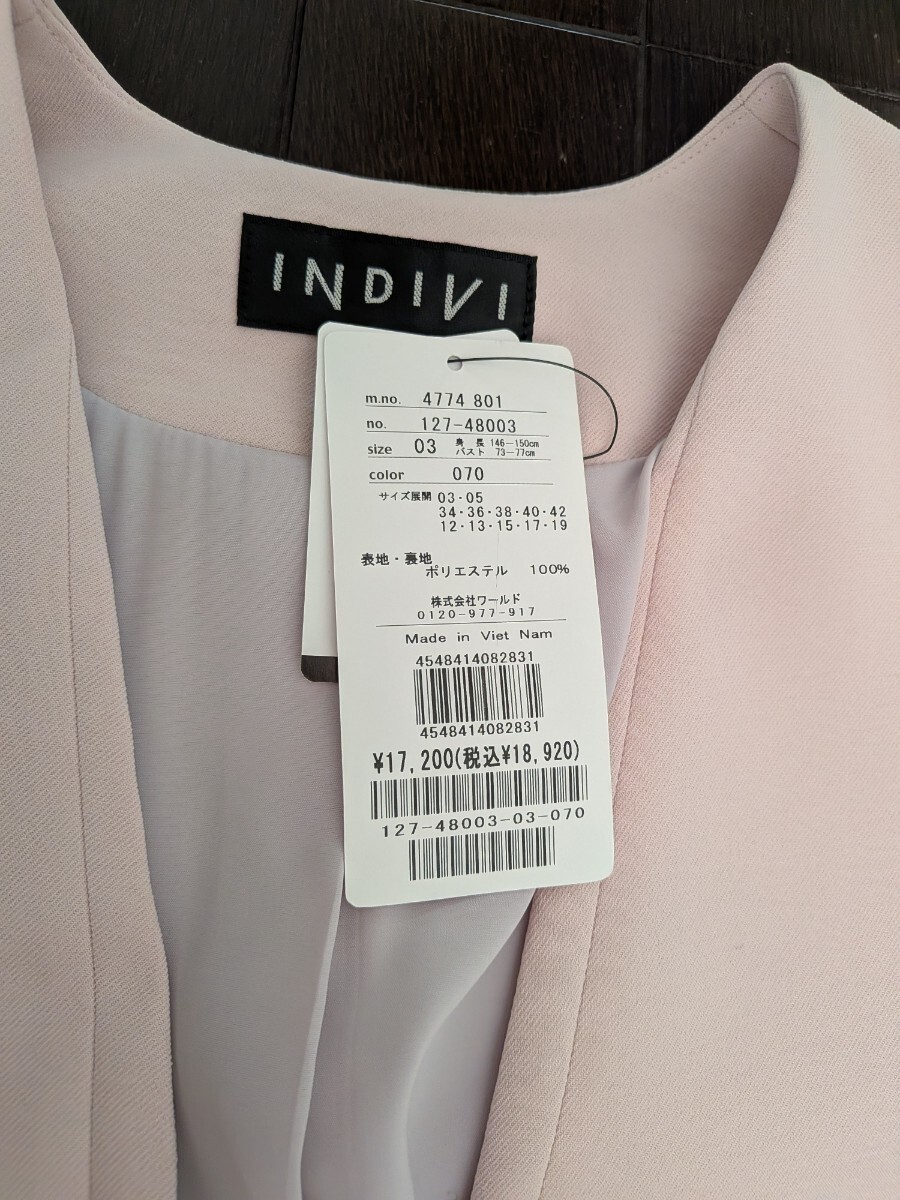 INDIVI
m.no. 4774 801
no. 127-48003
size 03 身 長 146-150cm
バスト 73-77cm
color 070
サイズ展開 03・05
34・36・38・40・42
12・13・15・17・19
表地・裏地
ポリエステル 100%
株式会社ワールド
0120-977-917
Made in Viet Nam
4548414082831
4548414082831
¥17,200(税込¥18,920)
127-48003-03-070